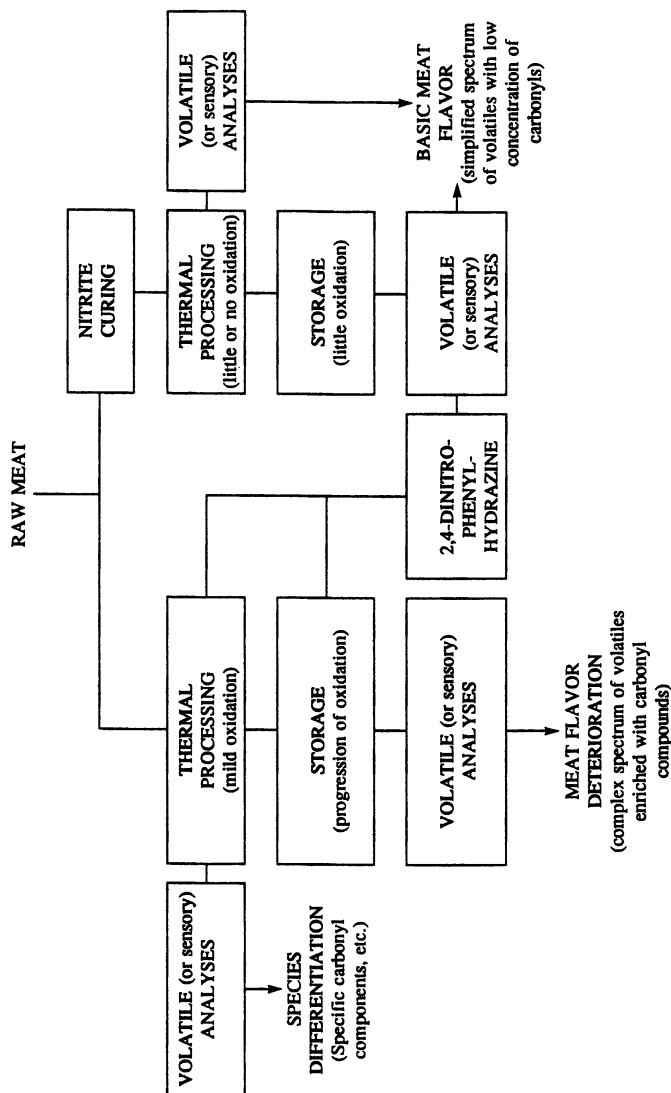 RAW MEAT
NITRITE
CURING
THERMAL
PROCESSING
(mild oxidation)
THERMAL
PROCESSING
(little or no oxidation)
VOLATILE
(or sensory)
ANALYSES
VOLATILE (or sensory)
ANALYSES
STORAGE
(progression of oxidation)
STORAGE
(little oxidation)
SPECIES
DIFFERENTIATION
(Specific carbonyl
components, etc.)
VOLATILE (or sensory)
ANALYSES
2,4-DINITRO-
PHENYL-
HYDRAZINE
VOLATILE
(or sensory)
ANALYSES
BASIC MEAT
FLAVOR
(simplified spectrum
of volatiles with low
concentration of
carbonyls)
MEAT FLAVOR
DETERIORATION
(complex spectrum of volatiles
enriched with carbonyl
compounds)